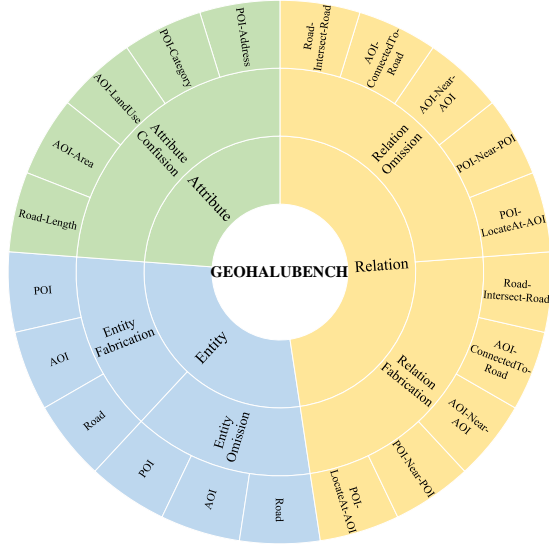 GEOHALUBENCH
Relation
Relation
Omission
Road-
Intersect-Road
AOI-
ConnectedTo-
Road
AOI-Near-
AOI
POI-Near-POI
POI-
LocateAt-AOI
Relation
Fabrication
Road-
Intersect-Road
AOI-
ConnectedTo-
Road
AOI-Near-
AOI
POI-Near-POI
POI-
LocateAt-AOI
Entity
Entity
Omission
Road
AOI
POI
Entity
Fabrication
Road
AOI
POI
Attribute
Attribute
Confusion
Road-Length
AOI-Area
AOI-LandUse
POI-Category
POI-Address